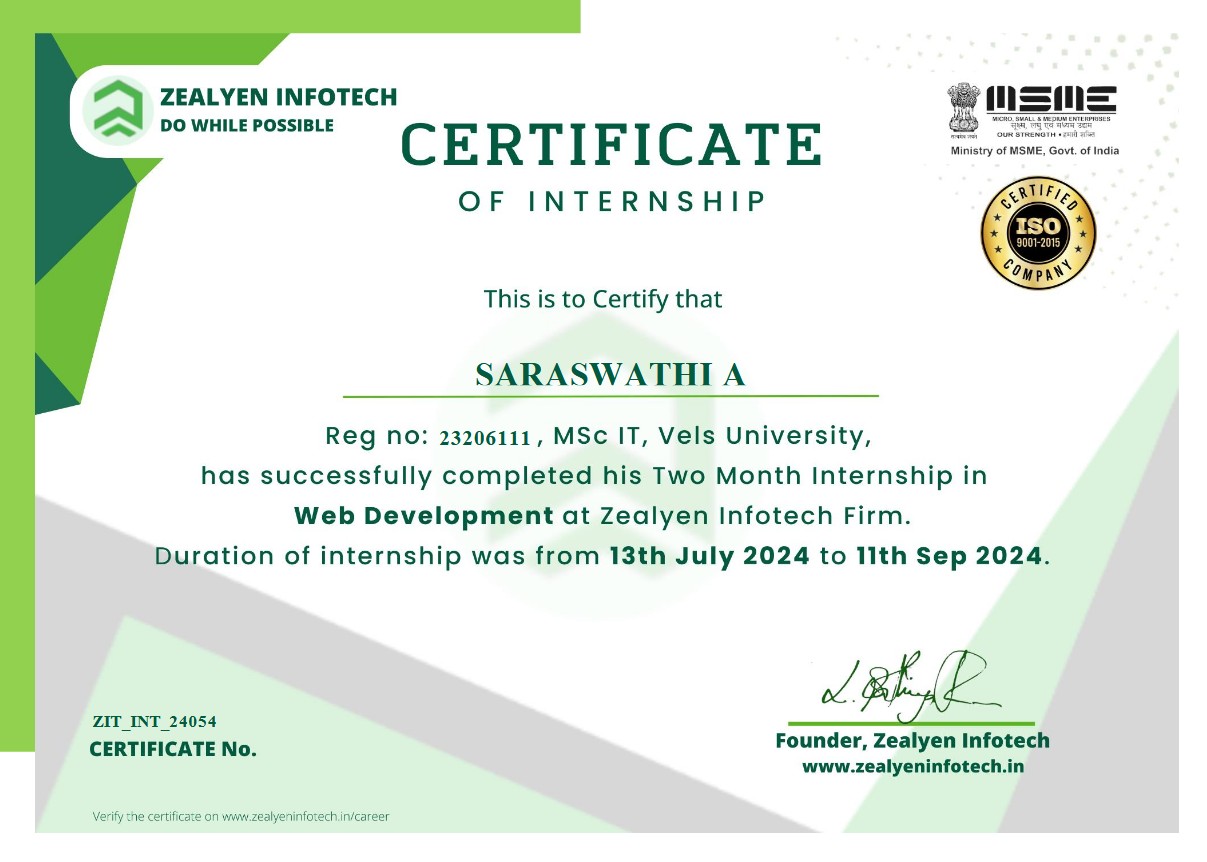 ZEALYEN INFOTECH
DO WHILE POSSIBLE
CERTIFICATE
OF INTERNSHIP
MSME
MICRO, SMALL & MEDIUM ENTERPRISES
सूक्ष्म, लघु एवं मध्यम उद्यम
OUR STRENGTH • हमारी शक्ति
सत्यमेव जयते
Ministry of MSME, Govt. of India
CERTIFIED
ISO
9001-2015
COMPANY
This is to Certify that
SARASWATHI A
Reg no: 23206111 , MSc IT, Vels University,
has successfully completed his Two Month Internship in
Web Development at Zealyen Infotech Firm.
Duration of internship was from 13th July 2024 to 11th Sep 2024.
ZIT_INT_24054
CERTIFICATE No.
Founder, Zealyen Infotech
www.zealyeninfotech.in
Verify the certificate on www.zealyeninfotech.in/career